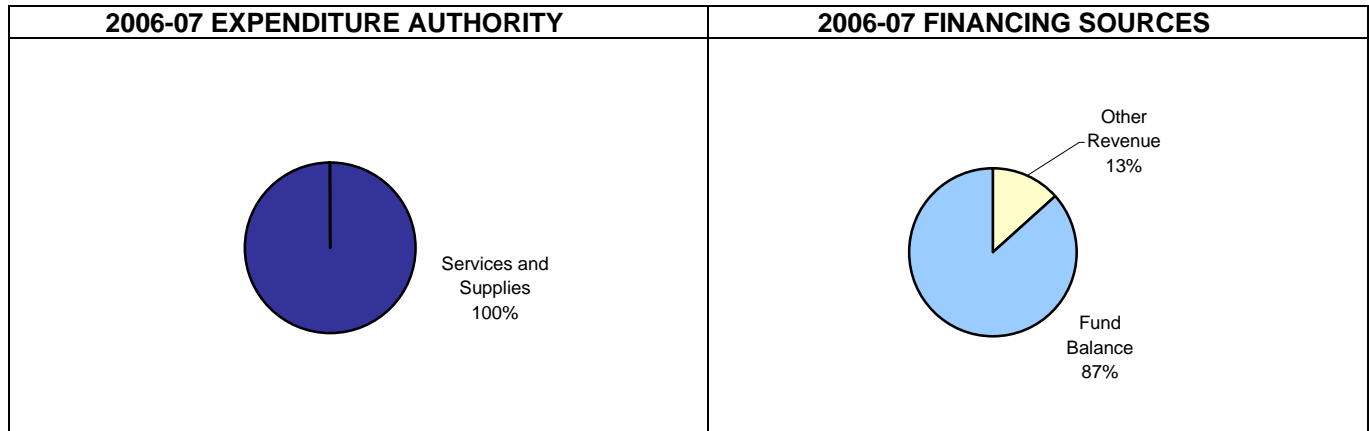 2006-07 EXPENDITURE AUTHORITY
2006-07 FINANCING SOURCES
Services and
Supplies
100%
Other
Revenue
13%
Fund
Balance
87%